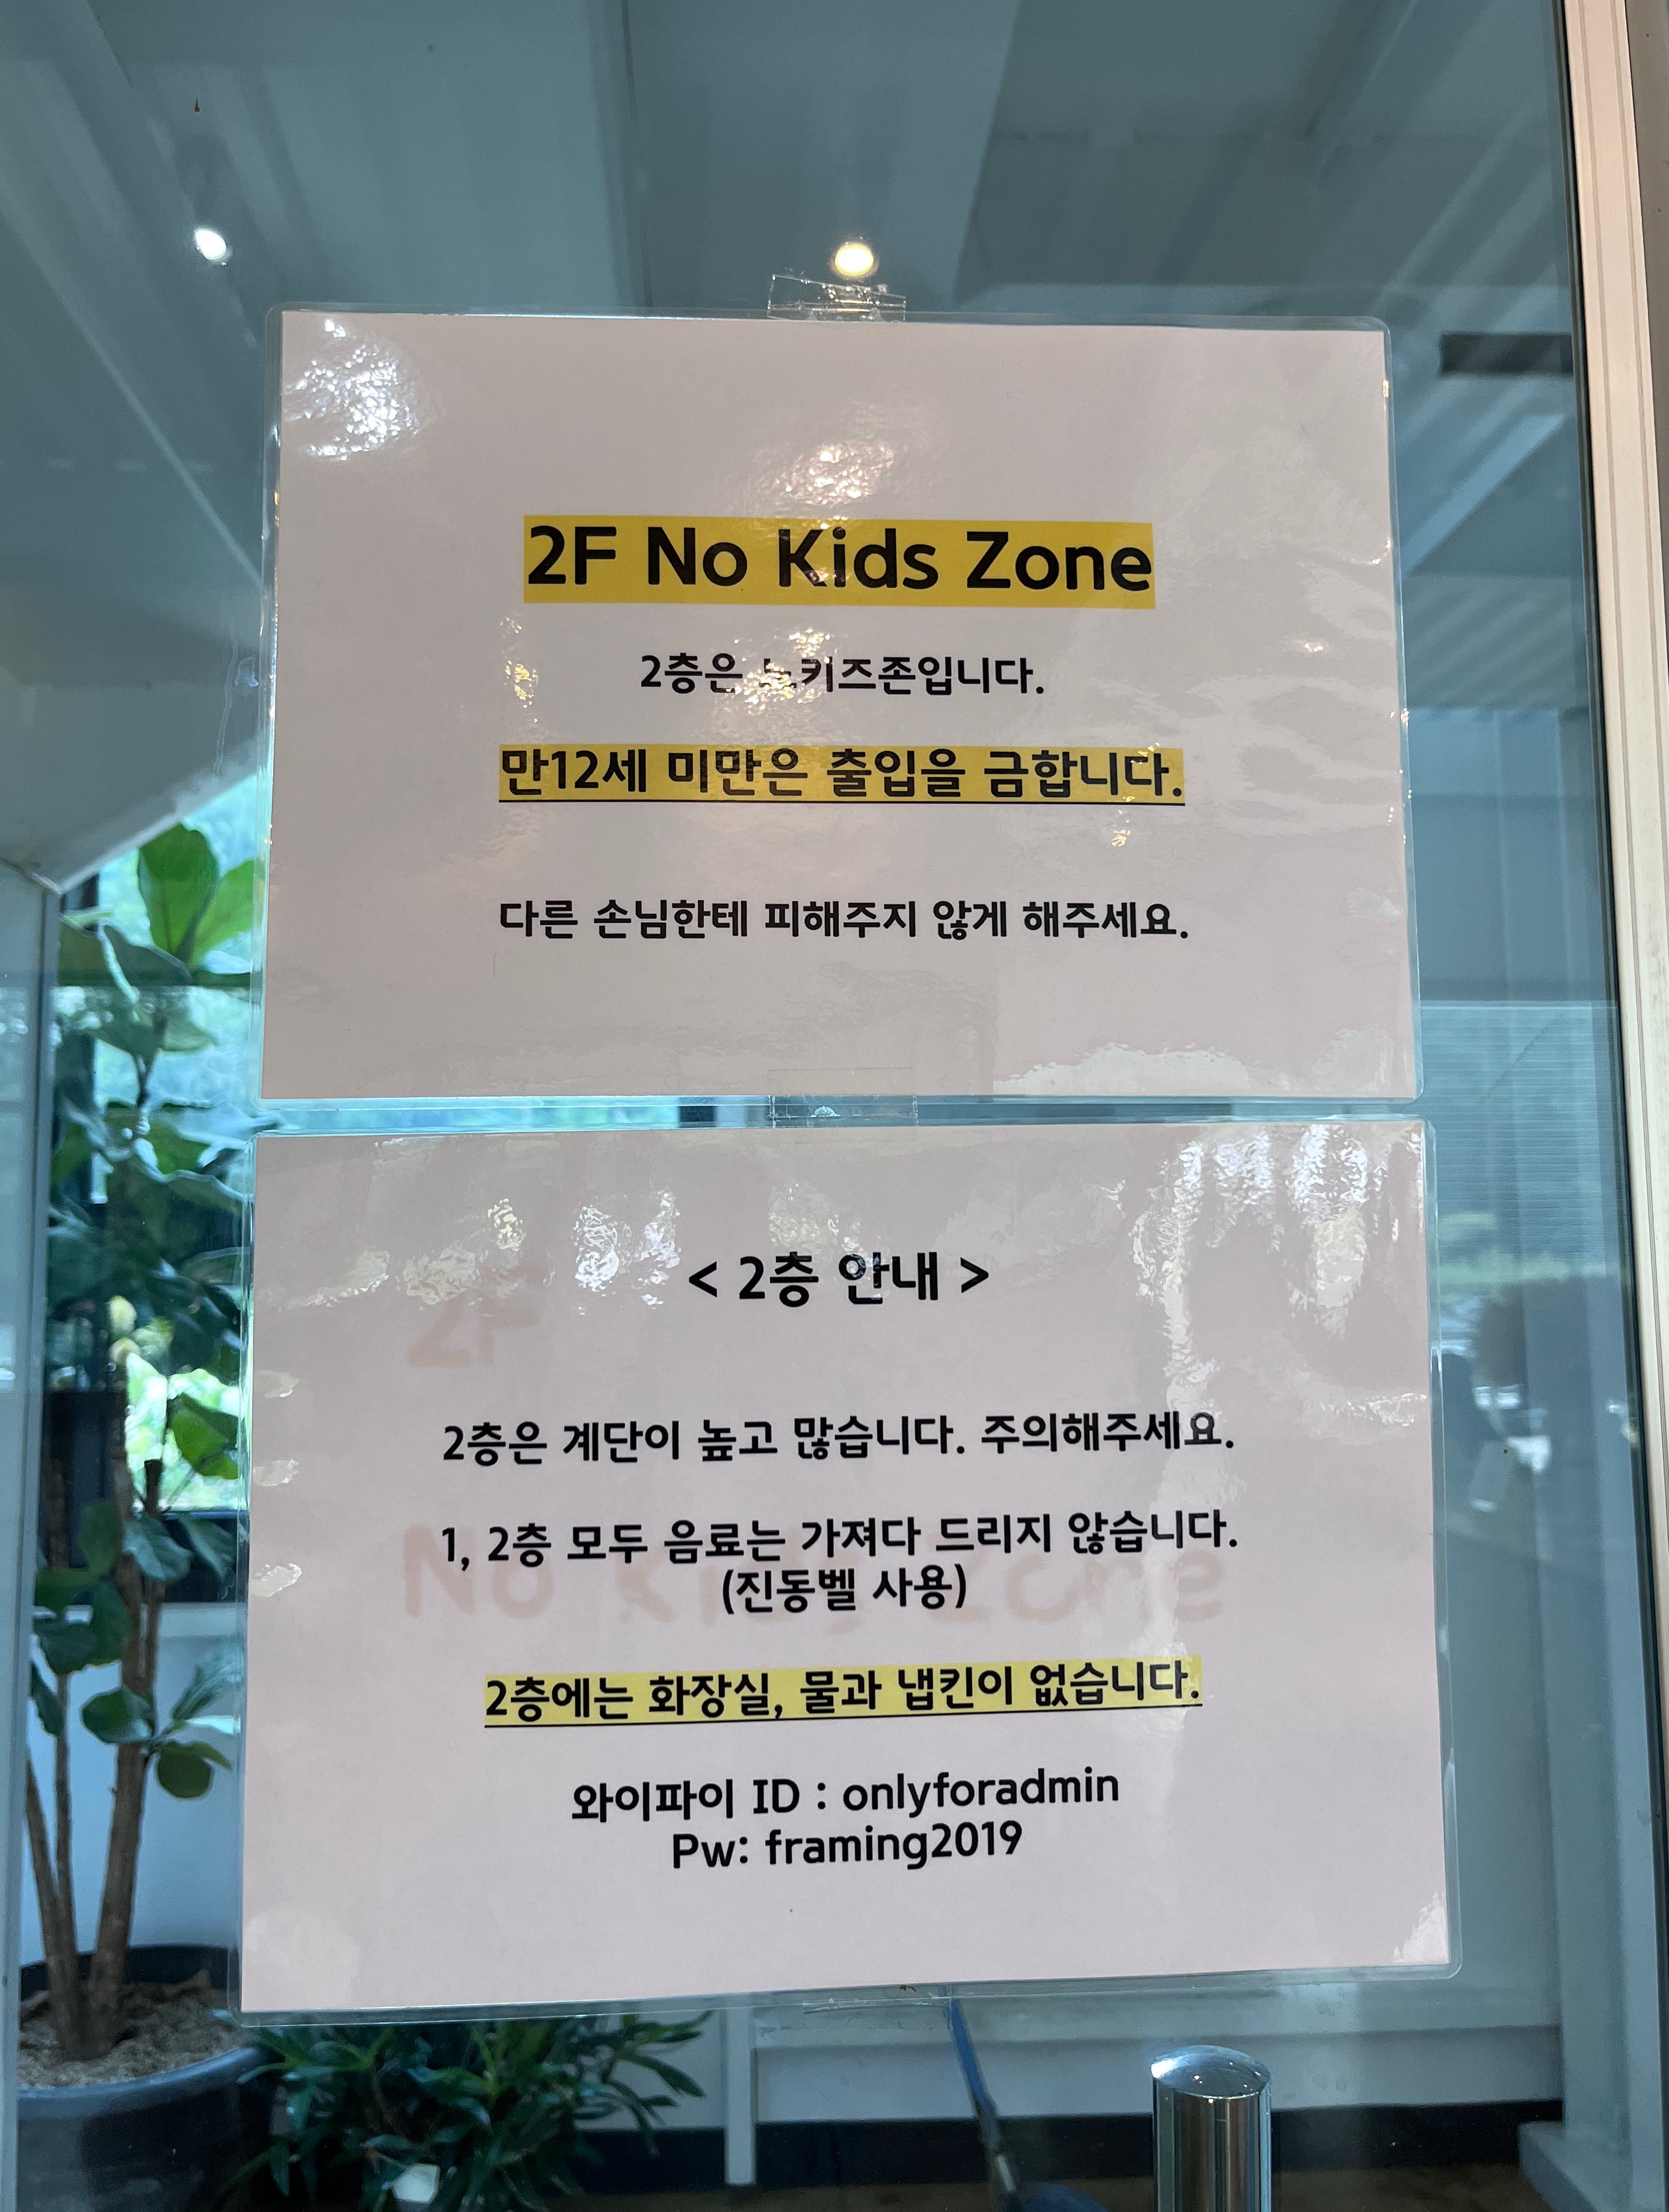 2F No Kids Zone
2층은 노키즈존입니다.
만12세 미만은 출입을 금합니다.
다른 손님한테 피해주지 않게 해주세요.
< 2층 안내 >
2F
2층은 계단이 높고 많습니다. 주의해주세요.
1, 2층 모두 음료는 가져다 드리지 않습니다.
(진동벨 사용)
No Kids Zone
2층에는 화장실, 물과 냅킨이 없습니다.
와이파이 ID : onlyforadmin
Pw: framing2019